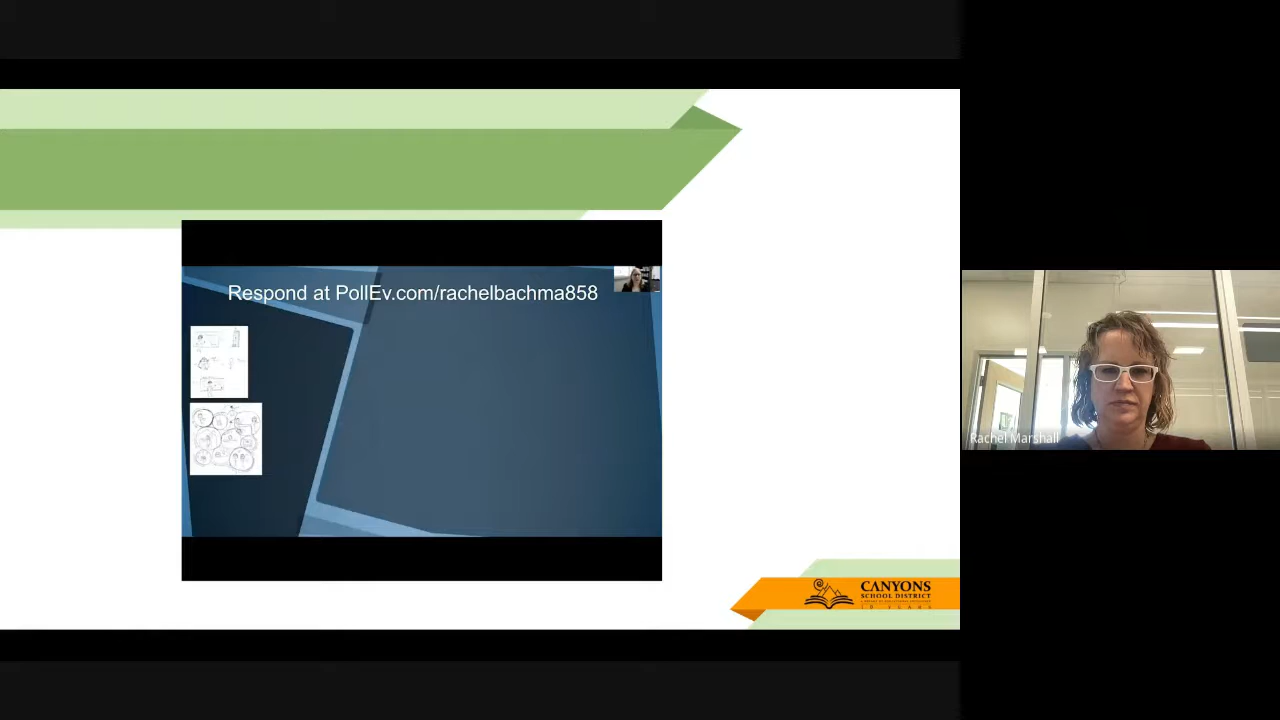 Respond at PollEv.com/rachelbachma858
Rachel Marshall
CANYONS
SCHOOL DISTRICT